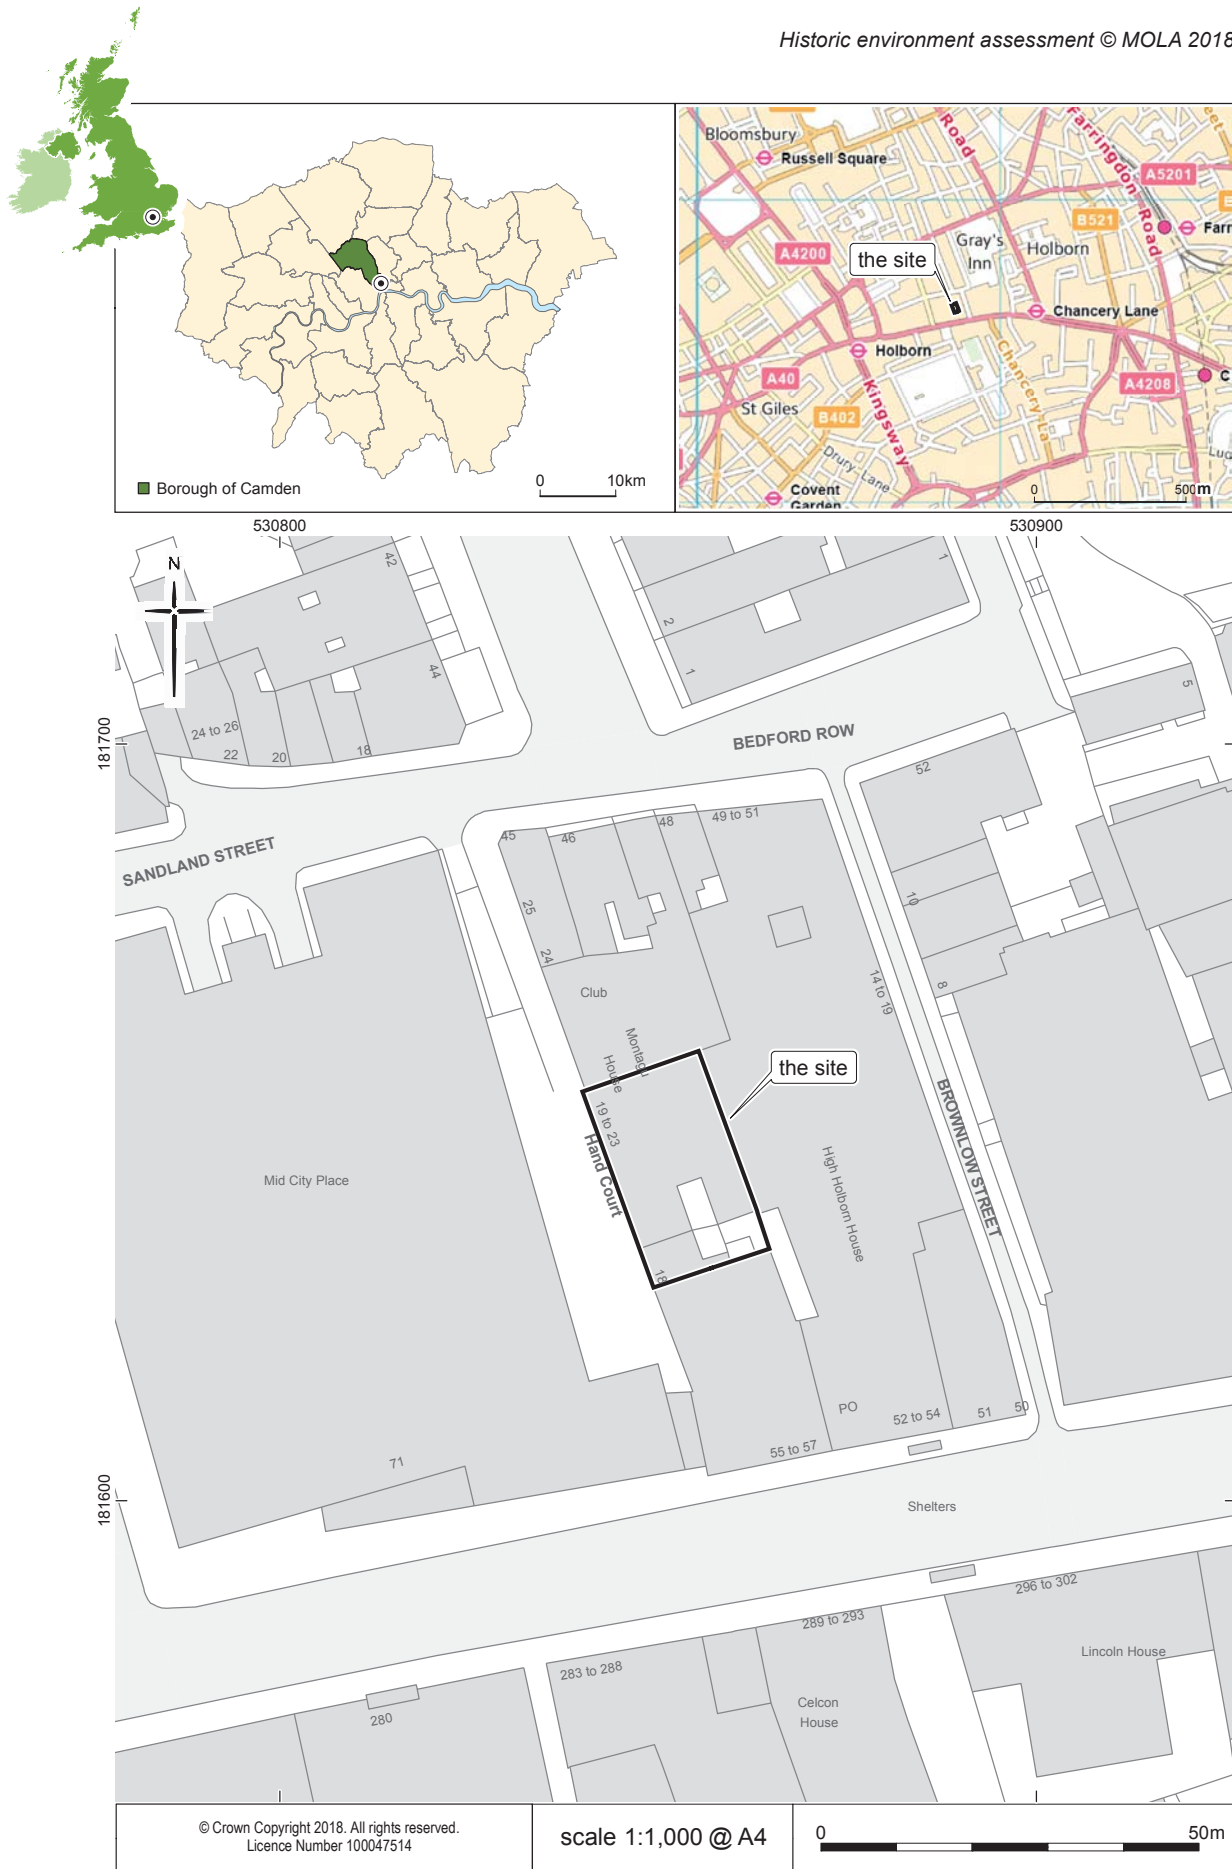 Historic environment assessment © MOLA 2018
Borough of Camden
0 10km
Bloomsbury
Russell Square
Road
Farringdon Road
A5201
B521
A4200
the site
Gray's
Inn
Holborn
Chancery Lane
Holborn
A40
Kingsway
Chancery La
A4208
St Giles
B402
Drury Lane
Covent
Garden
0 500m
530800
530900
N
42
44
24 to 26
22
20
18
2
1
1
5
181700
BEDFORD ROW
52
SANDLAND STREET
45
46
48
49 to 51
25
24
10
8
14 to 19
Club
Montagu
House
the site
19 to 23
Hand Court
BROWNLOW STREET
High Holborn House
Mid City Place
18
PO
52 to 54
51
50
55 to 57
71
181600
Shelters
296 to 302
289 to 293
Lincoln House
283 to 288
Celcon
House
280
© Crown Copyright 2018. All rights reserved.
Licence Number 100047514
scale 1:1,000 @ A4
0 50m